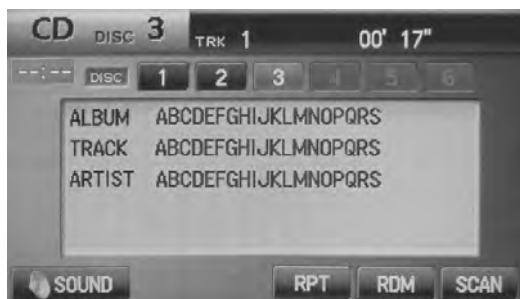 CD DISC 3 TRK 1 00' 17"
--:-- DISC 1 2 3 4 5 6
ALBUM ABCDEFGHIJKLMNOPQRS
TRACK ABCDEFGHIJKLMNOPQRS
ARTIST ABCDEFGHIJKLMNOPQRS
SOUND RPT RDM SCAN